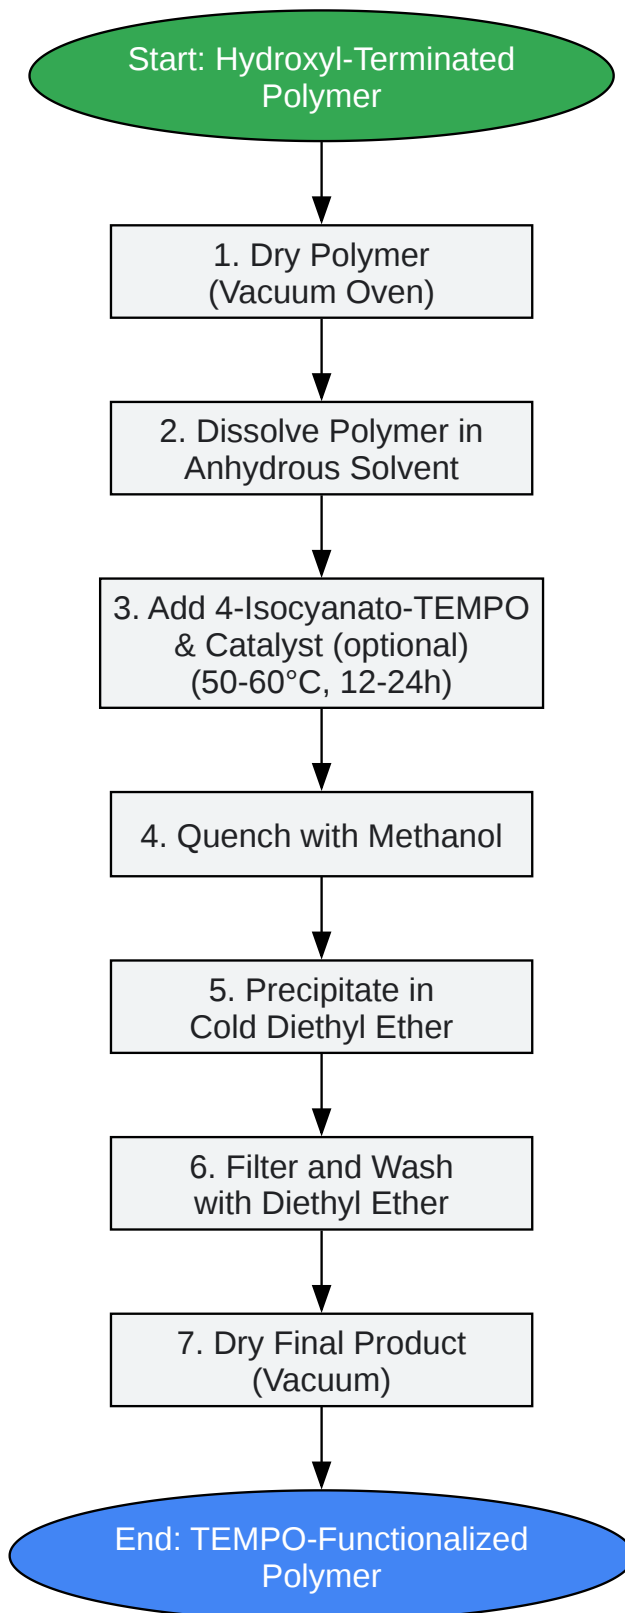 Start: Hydroxyl-Terminated
Polymer
1. Dry Polymer
(Vacuum Oven)
2. Dissolve Polymer in
Anhydrous Solvent
3. Add 4-Isocyanato-TEMPO
& Catalyst (optional)
(50-60°C, 12-24h)
4. Quench with Methanol
5. Precipitate in
Cold Diethyl Ether
6. Filter and Wash
with Diethyl Ether
7. Dry Final Product
(Vacuum)
End: TEMPO-Functionalized
Polymer